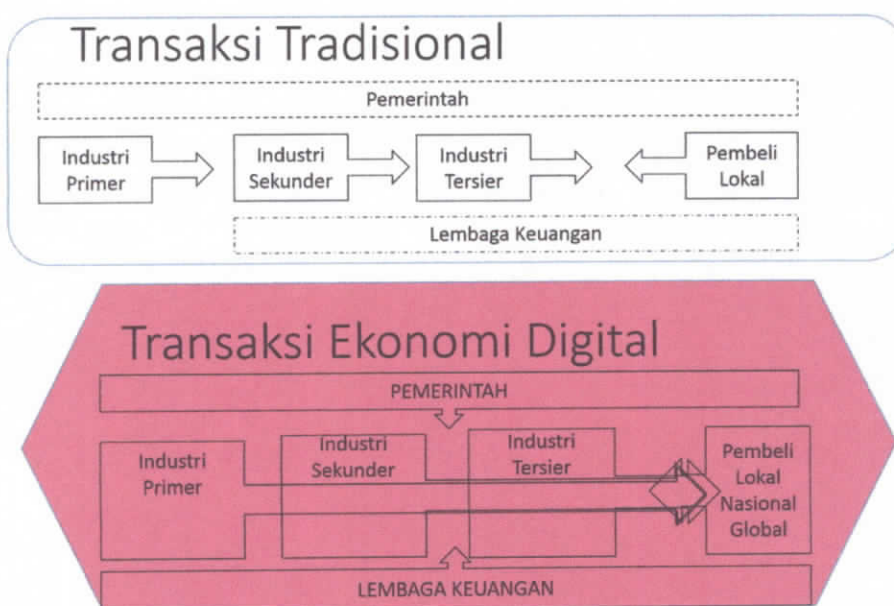 Transaksi Tradisional
Pemerintah
Industri
Primer
Industri
Sekunder
Industri
Tersier
Pembeli
Lokal
Lembaga Keuangan
Transaksi Ekonomi Digital
PEMERINTAH
Industri
Primer
Industri
Sekunder
Industri
Tersier
Pembeli
Lokal
Nasional
Global
LEMBAGA KEUANGAN